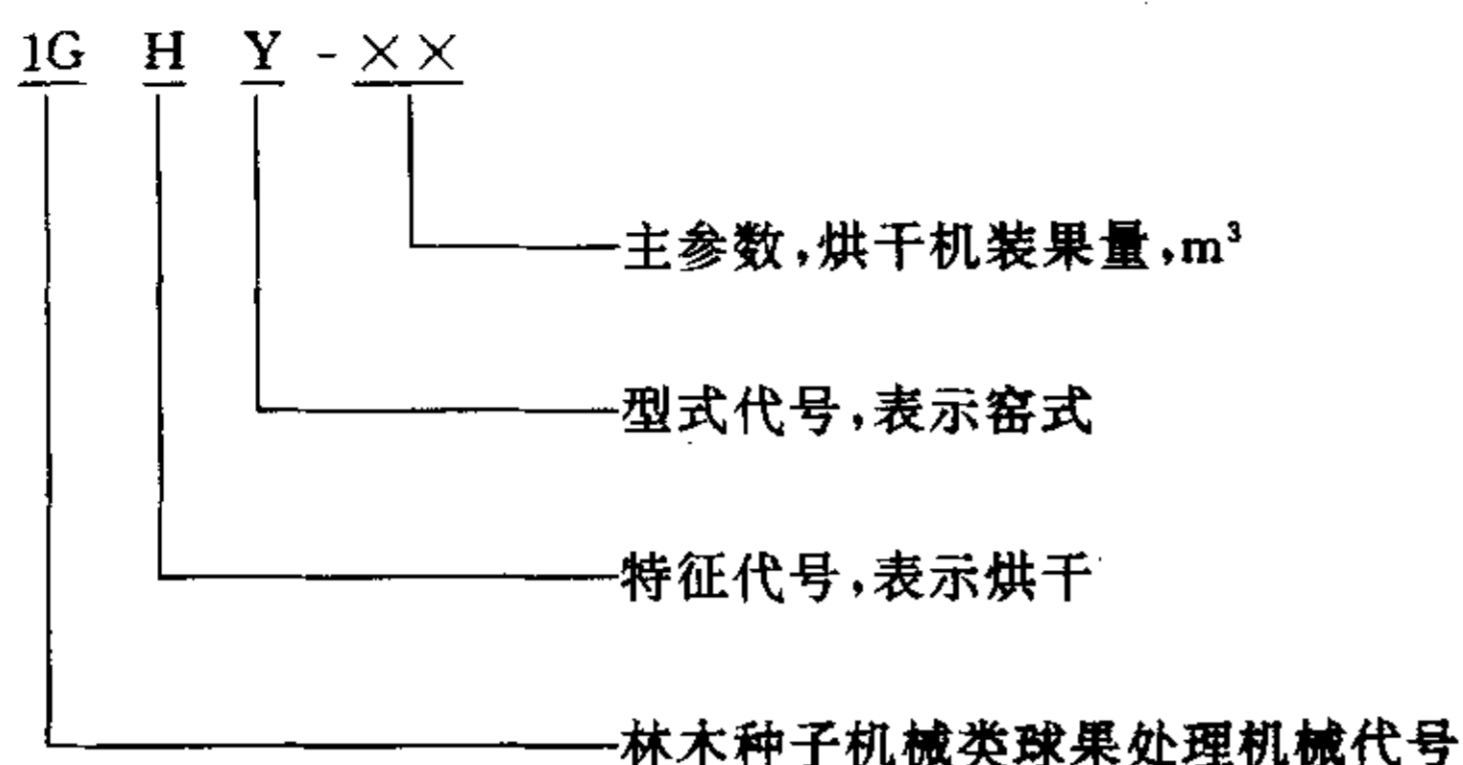 1G H Y - ××
主参数,烘干机装果量,m³
型式代号,表示窑式
特征代号,表示烘干
林木种子机械类球果处理机械代号